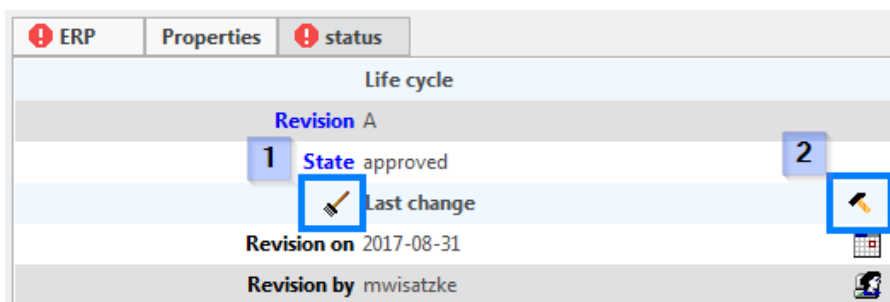 ERP Properties status
Life cycle
Revision A
1 State approved 2
Last change
Revision on 2017-08-31
Revision by mwisatzke